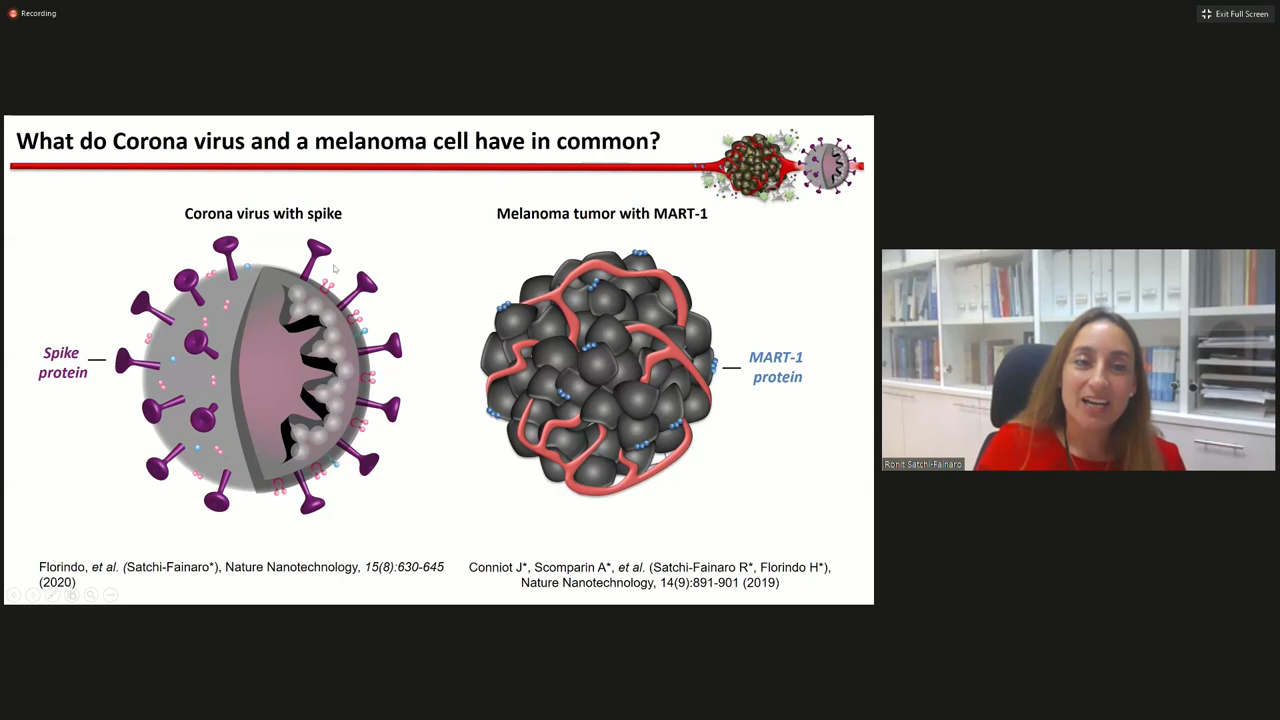 Recording
Exit Full Screen
What do Corona virus and a melanoma cell have in common?
Corona virus with spike
Melanoma tumor with MART-1
Spike
protein
MART-1
protein
Ronit Satchi-Fainaro
Florindo, et al. (Satchi-Fainaro*), Nature Nanotechnology, 15(8):630-645
(2020)
Conniot J*, Scomparin A*, et al. (Satchi-Fainaro R*, Florindo H*),
Nature Nanotechnology, 14(9):891-901 (2019)